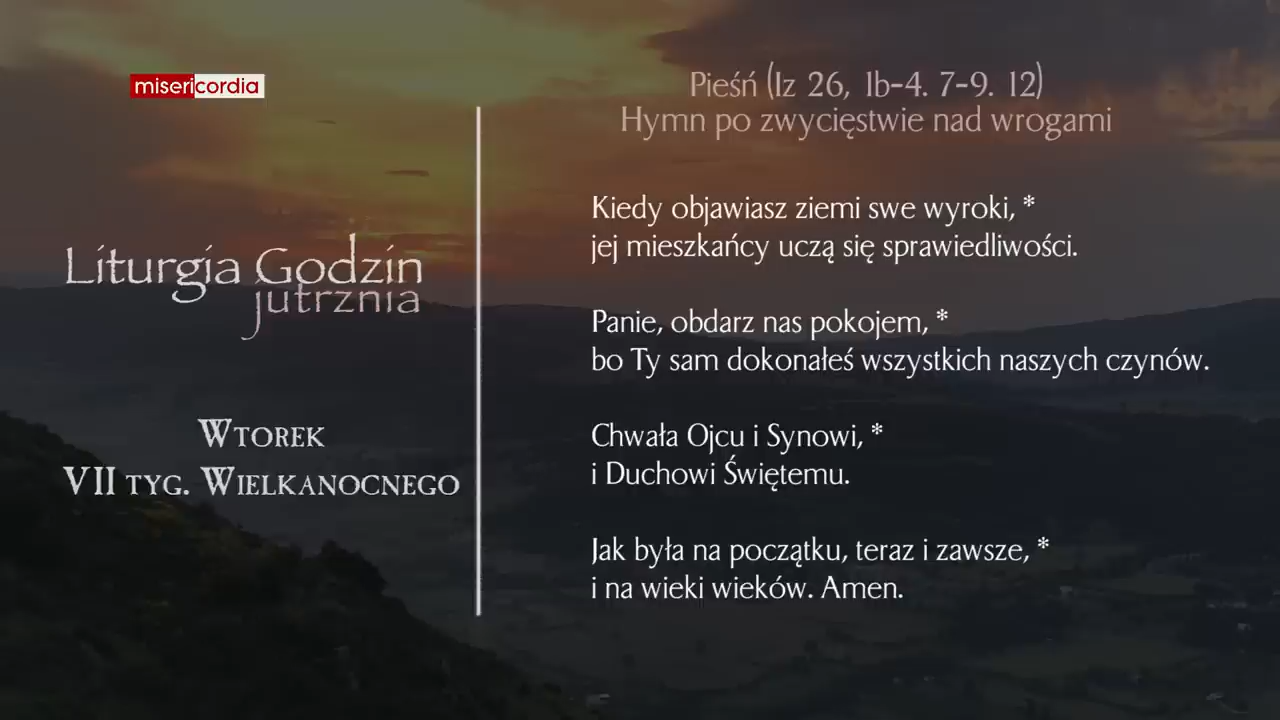 misericordia
Liturgia Godzin
jutrznia
Wtorek
VII tyg. Wielkanocnego
Pieśń (Iz 26, 1b-4. 7-9. 12)
Hymn po zwycięstwie nad wrogami
Kiedy objawiasz ziemi swe wyroki, *
jej mieszkańcy uczą się sprawiedliwości.
Panie, obdarz nas pokojem, *
bo Ty sam dokonałeś wszystkich naszych czynów.
Chwała Ojcu i Synowi, *
i Duchowi Świętemu.
Jak była na początku, teraz i zawsze, *
i na wieki wieków. Amen.